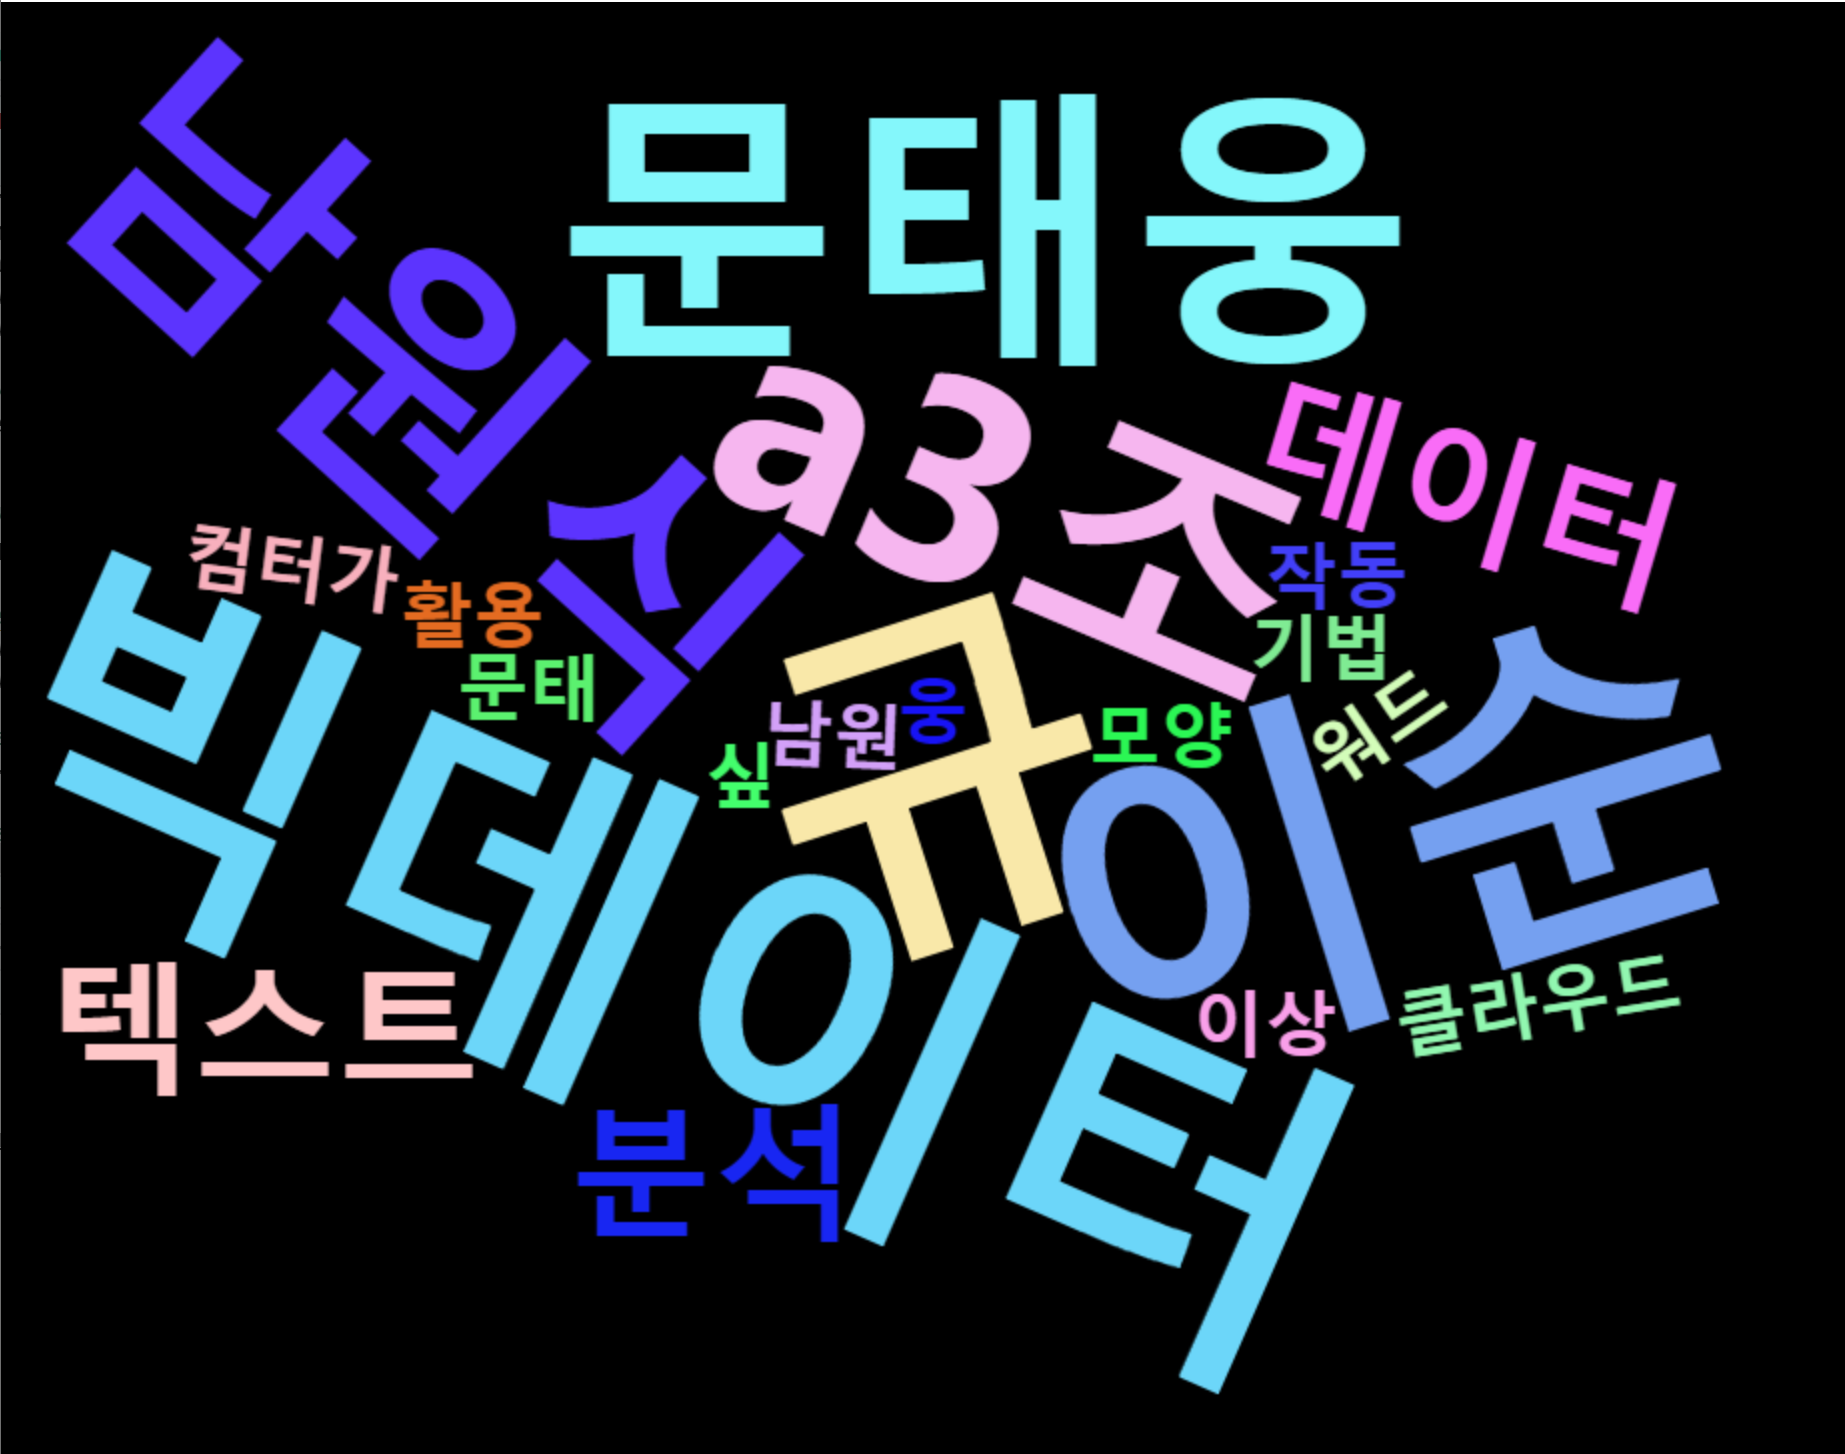 문태웅
남원식
a3조
데이터
컴터가
작동
활용
기법
문태
웅
남원
모양
워드
싶
규
이순
빅데이터
텍스트
이상
클라우드
분석